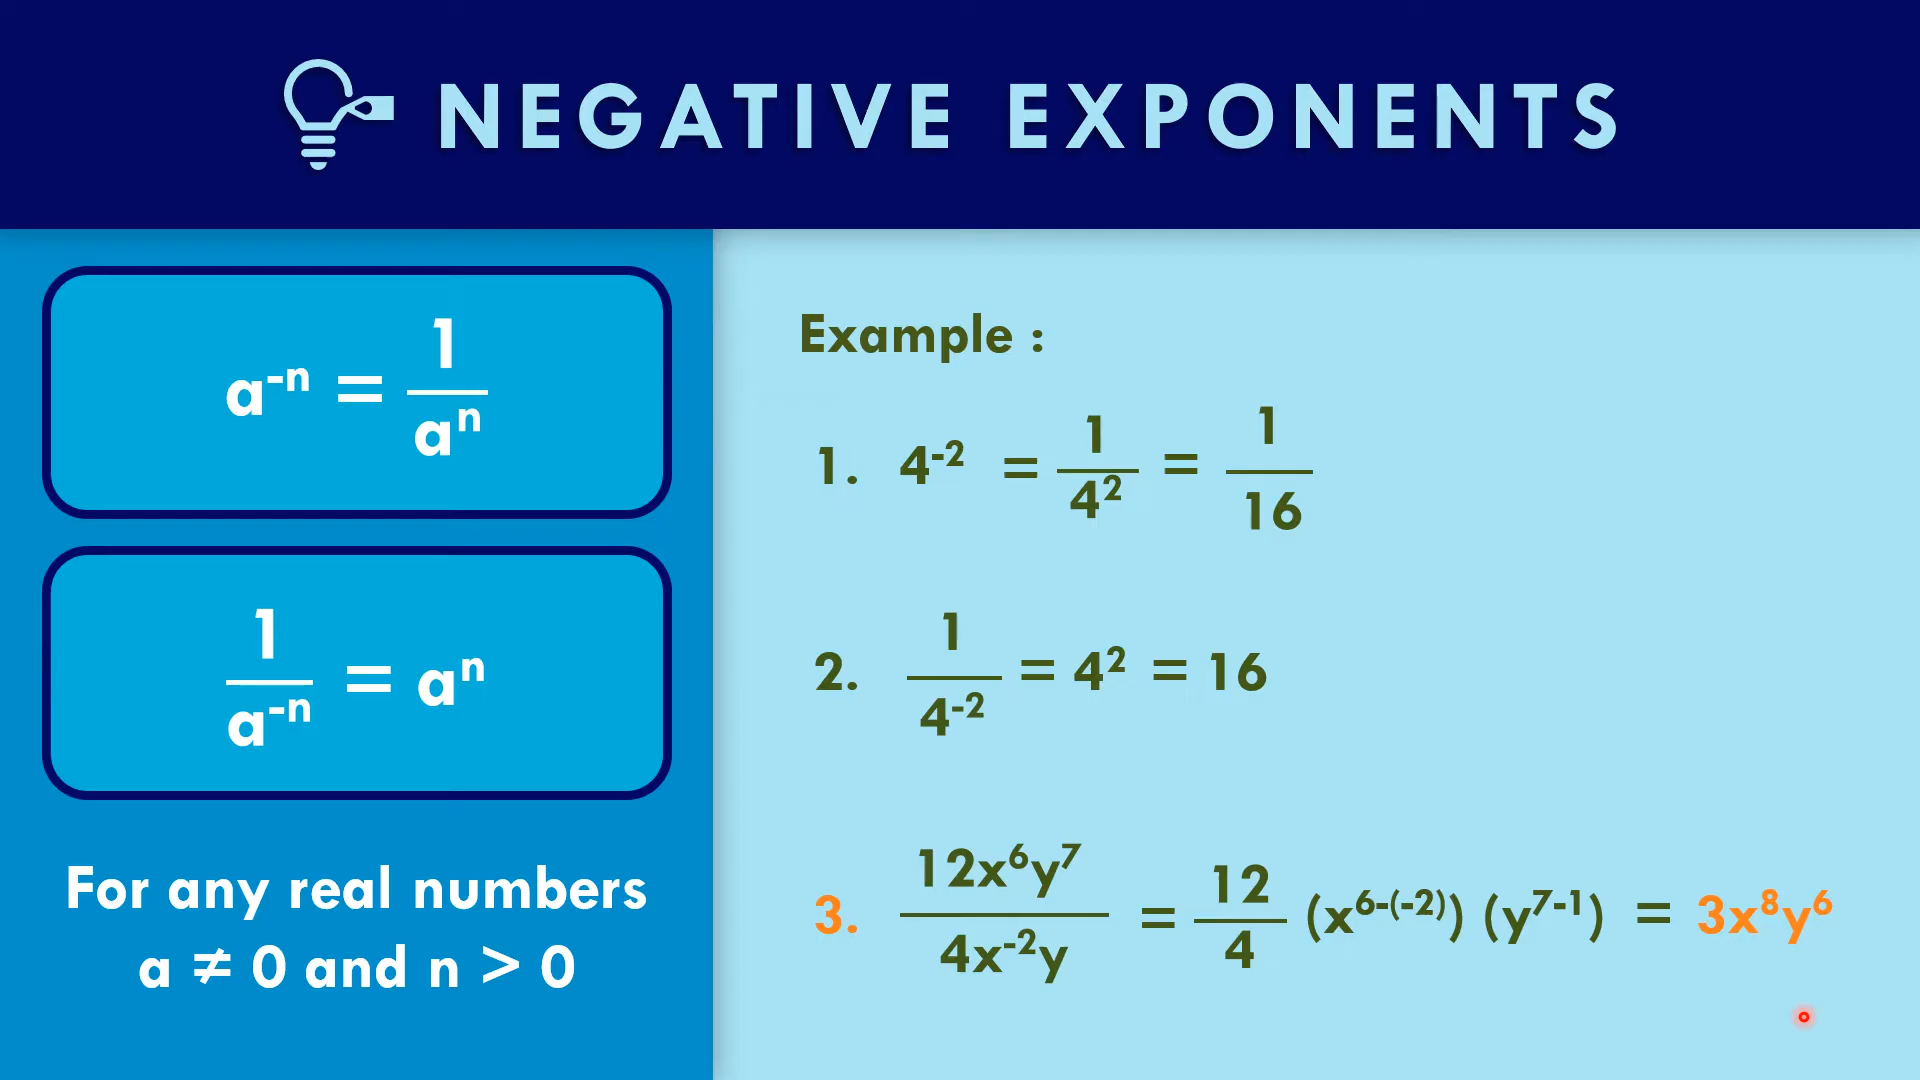 NEGATIVE EXPONENTS
a⁻ⁿ = 1/aⁿ
1/a⁻ⁿ = aⁿ
For any real numbers
a ≠ 0 and n > 0
Example :
1. 4⁻² = 1/4² = 1/16
2. 1/4⁻² = 4² = 16
3. 12x⁶y⁷/4x⁻²y = 12/4 (x⁶⁻⁽⁻²⁾) (y⁷⁻¹) = 3x⁸y⁶